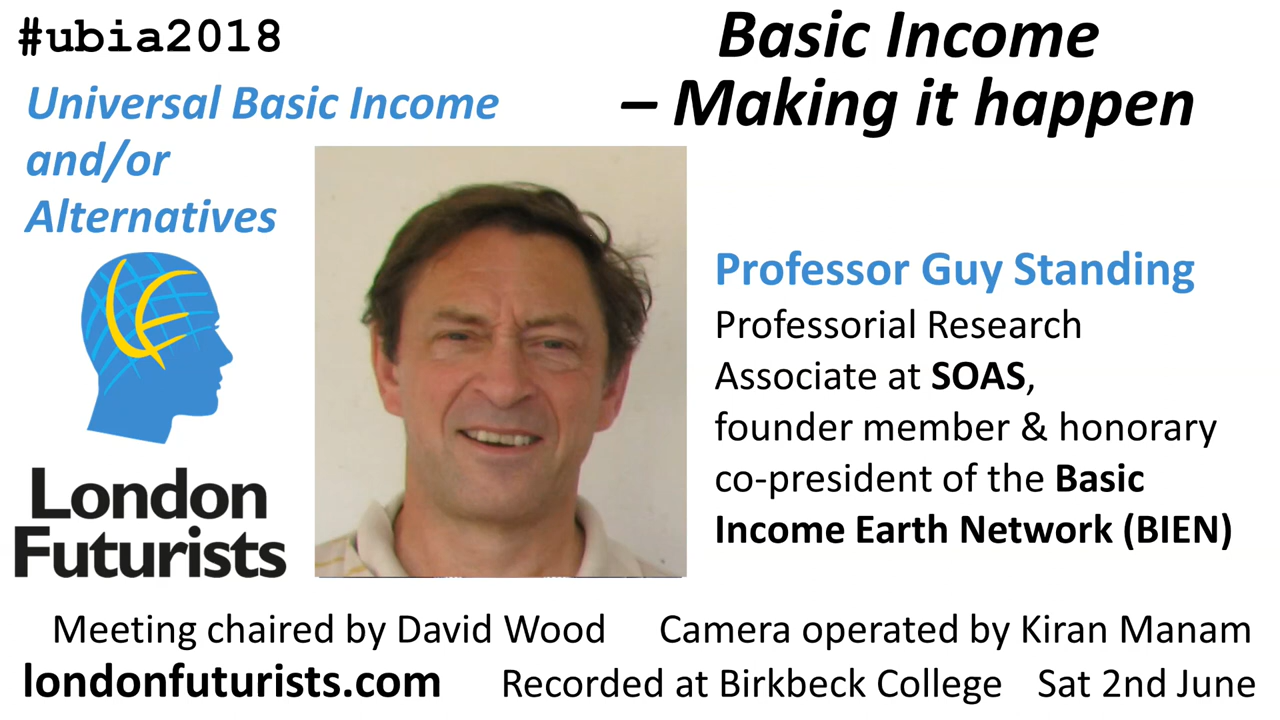 #ubia2018
Universal Basic Income
and/or
Alternatives
London
Futurists
Basic Income
– Making it happen
Professor Guy Standing
Professorial Research
Associate at SOAS,
founder member & honorary
co-president of the Basic
Income Earth Network (BIEN)
Meeting chaired by David Wood
Camera operated by Kiran Manam
londonfuturists.com
Recorded at Birkbeck College
Sat 2nd June